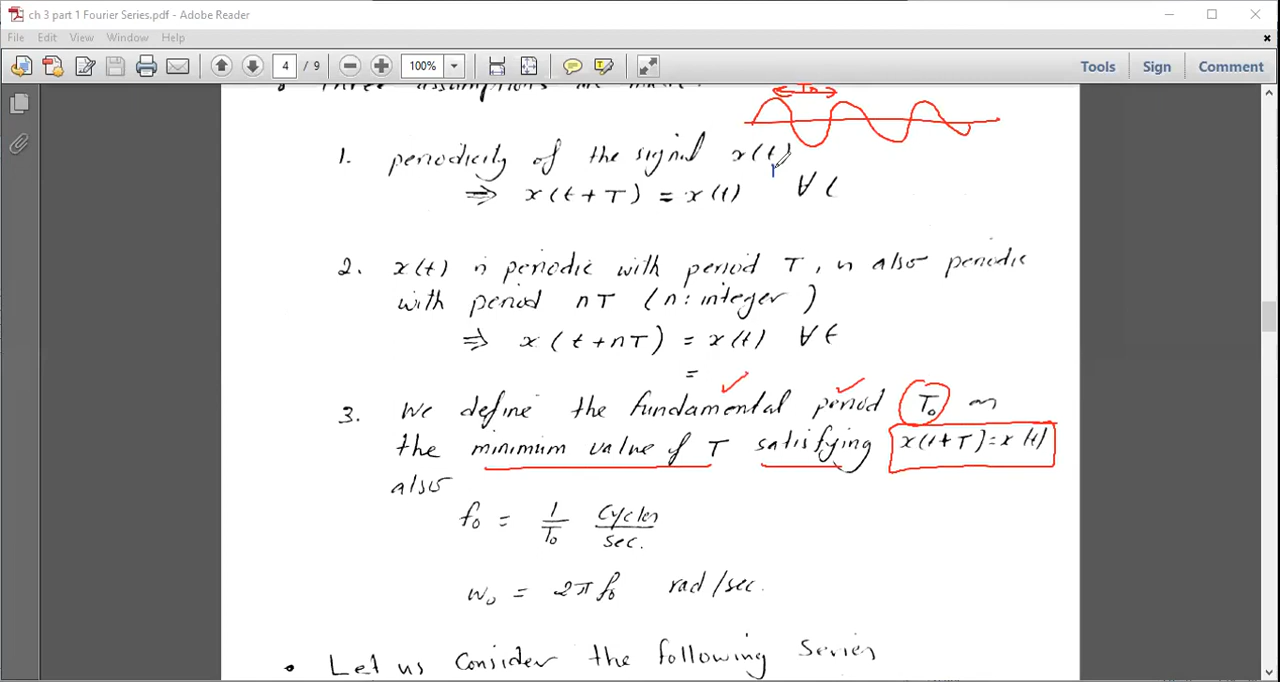 ch 3 part 1 Fourier Series.pdf - Adobe Reader
File Edit View Window Help
4 / 9 100% Tools Sign Comment
Three assumptions are
T₀
1. periodicity of the signal x(t)
⇒ x(t+T) = x(t) ∀ t
2. x(t) is periodic with period T, is also periodic
with period nT (n: integer)
⇒ x(t+nT) = x(t) ∀ t
=
3. We define the fundamental period T₀ as
the minimum value of T satisfying x(t+T)=x(t)
also
f₀ = 1/T₀ cycles/sec.
w₀ = 2π f₀ rad/sec.
• Let us consider the following series